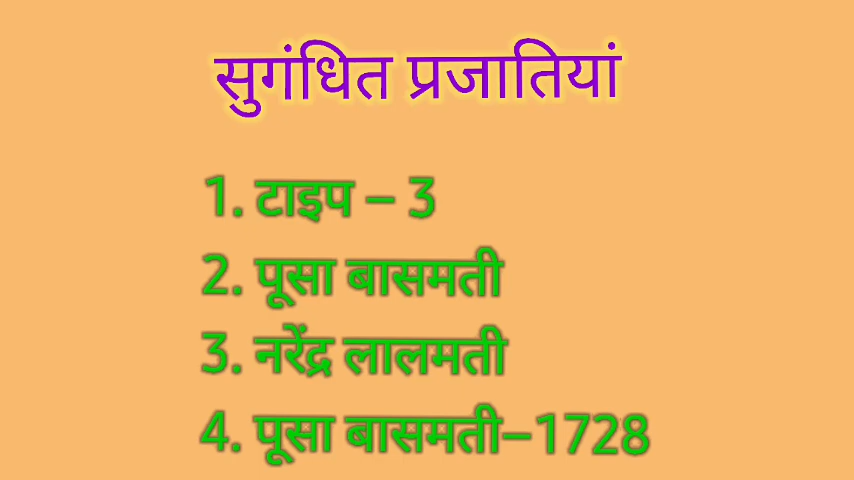 सुगंधित प्रजातियां
1. टाइप – 3
2. पूसा बासमती
3. नरेंद्र लालमती
4. पूसा बासमती–1728